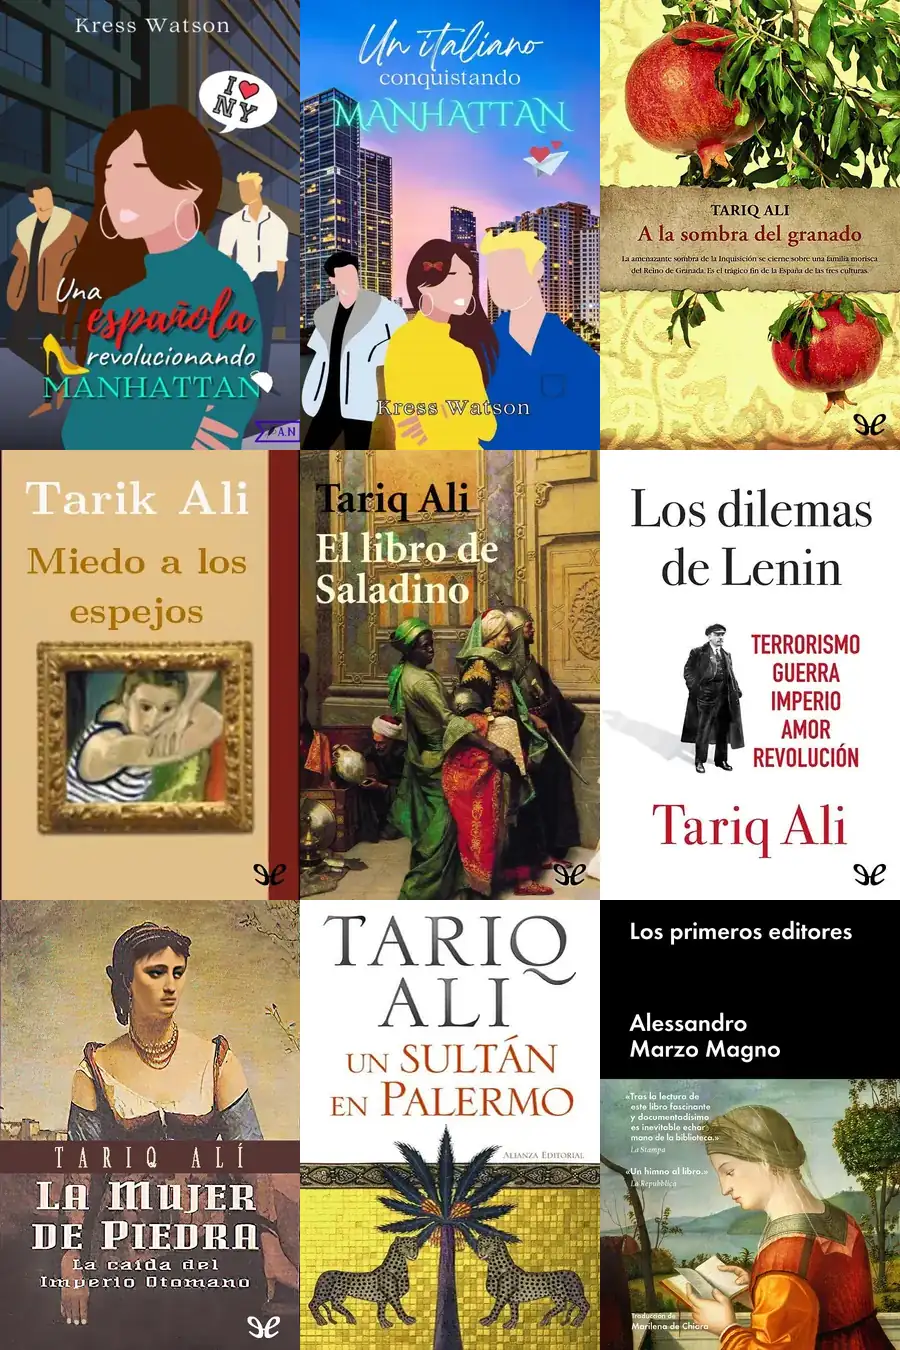 Kress Watson
I ♥
NY
Una
española
revolucionando
MANHATTAN
Un italiano
conquistando
MANHATTAN
Kress Watson
TARIQ ALI
A la sombra del granado
La amenazante sombra de la Inquisición se cierne sobre una familia morisca
del Reino de Granada. Es el trágico fin de la España de las tres culturas.
Tarik Ali
Miedo a los
espejos
Tariq Ali
El libro de
Saladino
Los dilemas
de Lenin
TERRORISMO
GUERRA
IMPERIO
AMOR
REVOLUCIÓN
Tariq Ali
TARIQ ALÍ
LA MUJER
DE PIEDRA
La caída del
Imperio Otomano
TARIQ
ALI
UN SULTÁN
EN PALERMO
ALIANZA EDITORIAL
Los primeros editores
Alessandro
Marzo Magno
«Tras la lectura de
este libro fascinante
y documentadísimo
es inevitable echar
mano de la biblioteca.»
La Stampa
«Un himno al libro.»
La Repubblica
Traducción de
Marilena de Chiara